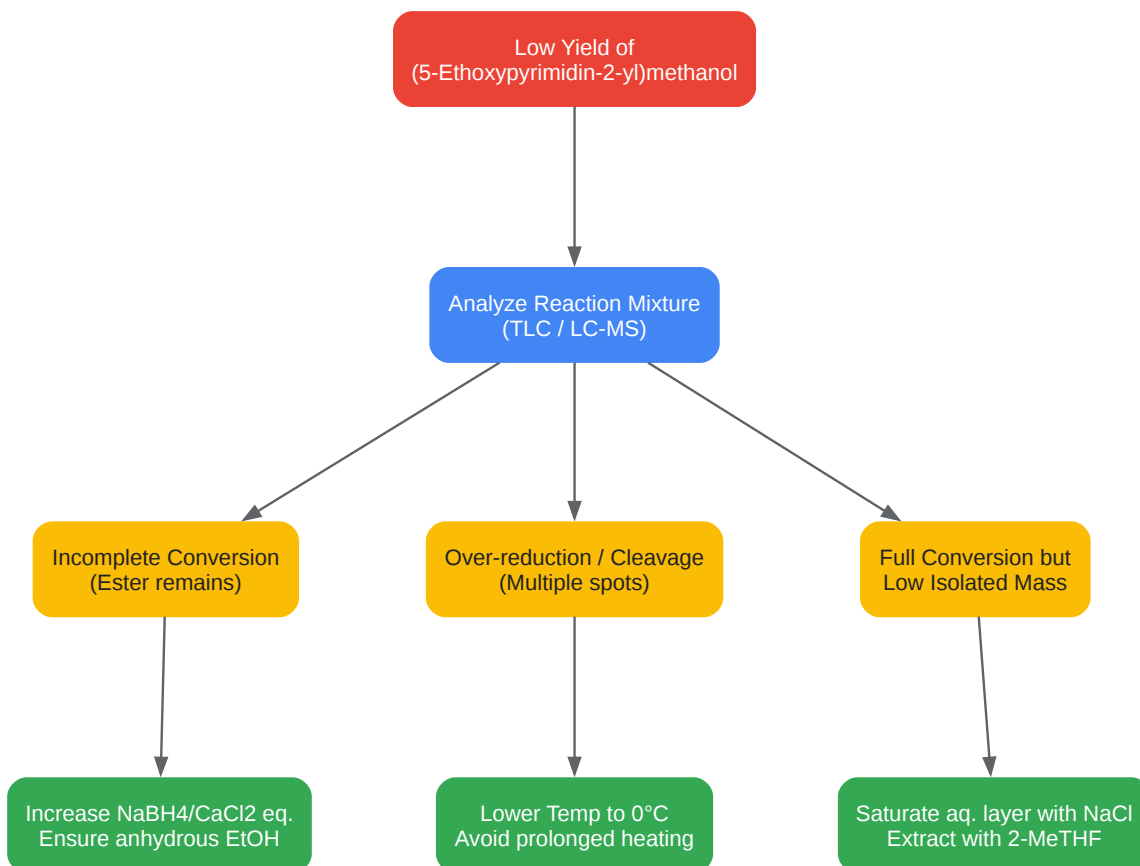 Low Yield of
(5-Ethoxypyrimidin-2-yl)methanol
Analyze Reaction Mixture
(TLC / LC-MS)
Incomplete Conversion
(Ester remains)
Over-reduction / Cleavage
(Multiple spots)
Full Conversion but
Low Isolated Mass
Increase NaBH4/CaCl2 eq.
Ensure anhydrous EtOH
Lower Temp to 0°C
Avoid prolonged heating
Saturate aq. layer with NaCl
Extract with 2-MeTHF